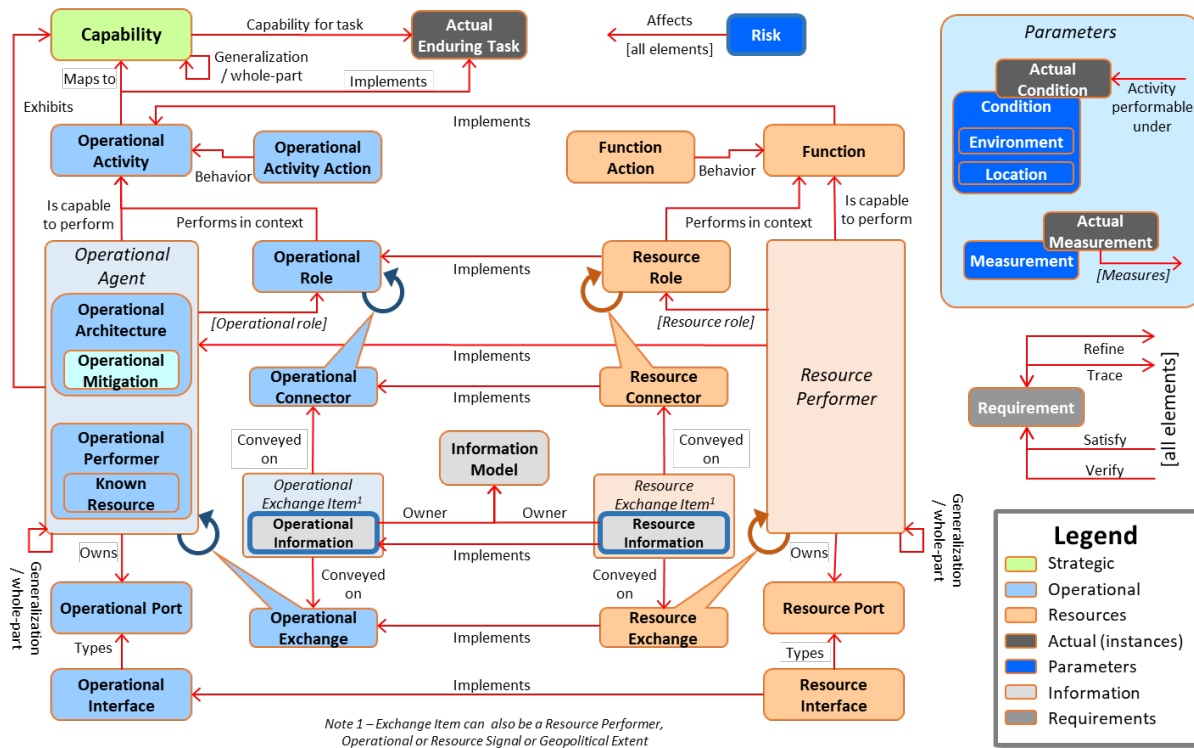 Capability
Capability for task
Actual
Enduring Task
Affects
[all elements]
Risk
Generalization
/ whole-part
Maps to
Implements
Exhibits
Implements
Operational
Activity
Operational
Activity Action
Behavior
Function
Action
Behavior
Function
Is capable
to perform
Performs in context
Performs in context
Is capable
to perform
Operational
Agent
Operational
Architecture
Operational
Mitigation
Operational
Performer
Known
Resource
Operational
Role
Implements
Resource
Role
[Operational role]
[Resource role]
Implements
Resource
Performer
Operational
Connector
Implements
Resource
Connector
Conveyed
on
Information
Model
Conveyed
on
Operational
Exchange Item¹
Operational
Information
Owner
Owner
Resource
Exchange Item¹
Resource
Information
Implements
Generalization
/ whole-part
Owns
Conveyed
on
Conveyed
on
Owns
Generalization
/ whole-part
Operational Port
Operational
Exchange
Implements
Resource
Exchange
Resource Port
Types
Types
Operational
Interface
Implements
Resource
Interface
Note 1 – Exchange Item can also be a Resource Performer,
Operational or Resource Signal or Geopolitical Extent
Parameters
Actual
Condition
Activity
performable
under
Condition
Environment
Location
Actual
Measurement
Measurement
[Measures]
Refine
Trace
Requirement
Satisfy
Verify
[all elements]
Legend
Strategic
Operational
Resources
Actual (instances)
Parameters
Information
Requirements